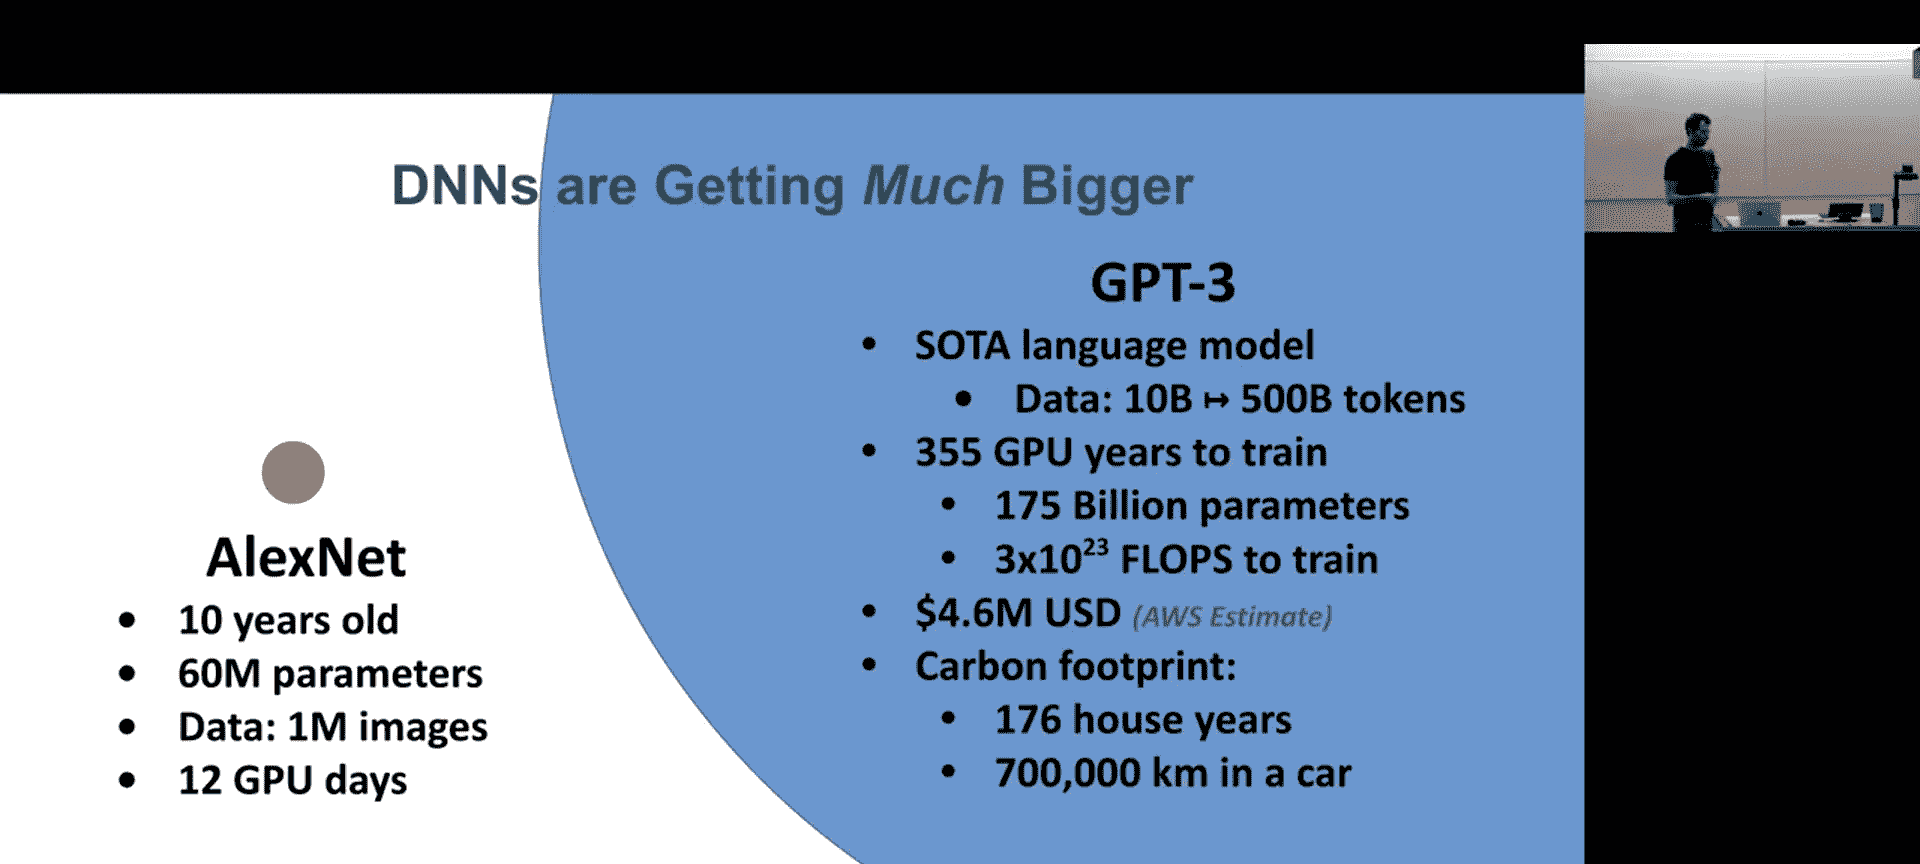 DNNs are Getting Much Bigger
AlexNet
• 10 years old
• 60M parameters
• Data: 1M images
• 12 GPU days
GPT-3
• SOTA language model
• Data: 10B ↦ 500B tokens
• 355 GPU years to train
• 175 Billion parameters
• 3x10²³ FLOPS to train
• $4.6M USD (AWS Estimate)
• Carbon footprint:
• 176 house years
• 700,000 km in a car